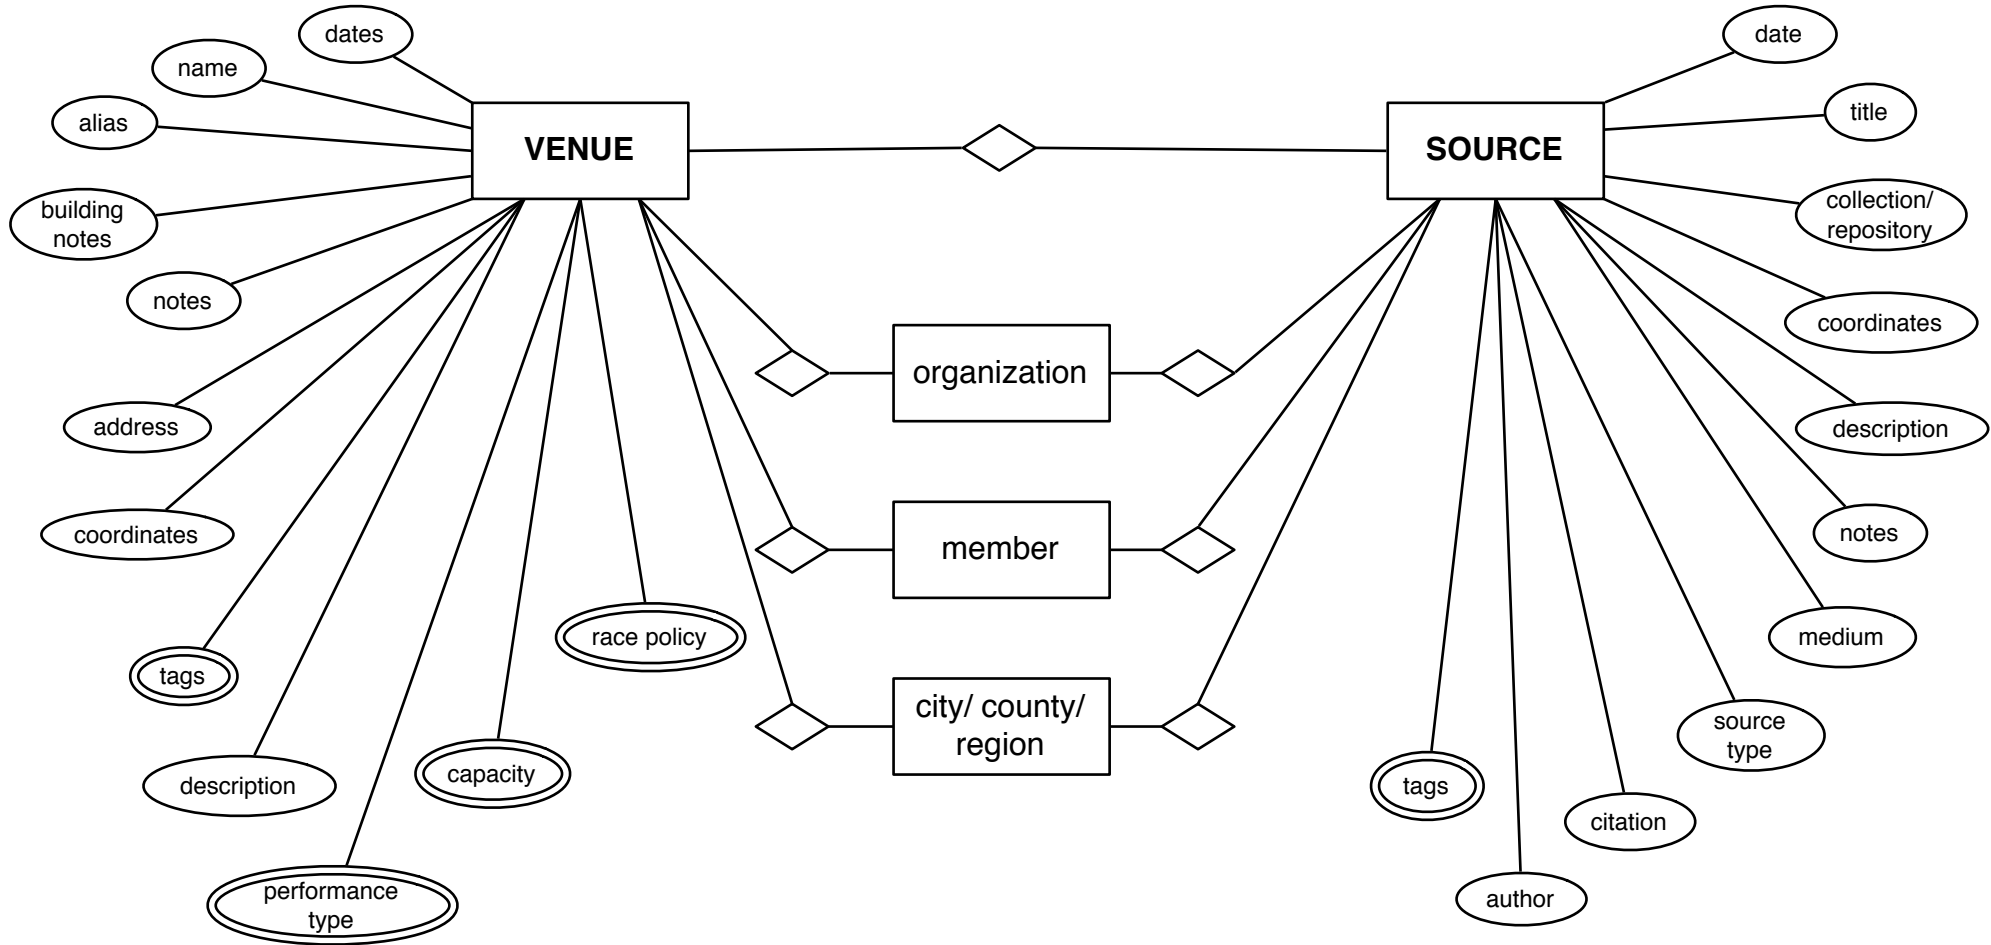 dates
name
alias
building
notes
notes
address
coordinates
tags
description
performance
type
capacity
race policy
VENUE
organization
member
city/ county/
region
SOURCE
date
title
collection/
repository
coordinates
description
notes
medium
source
type
citation
author
tags